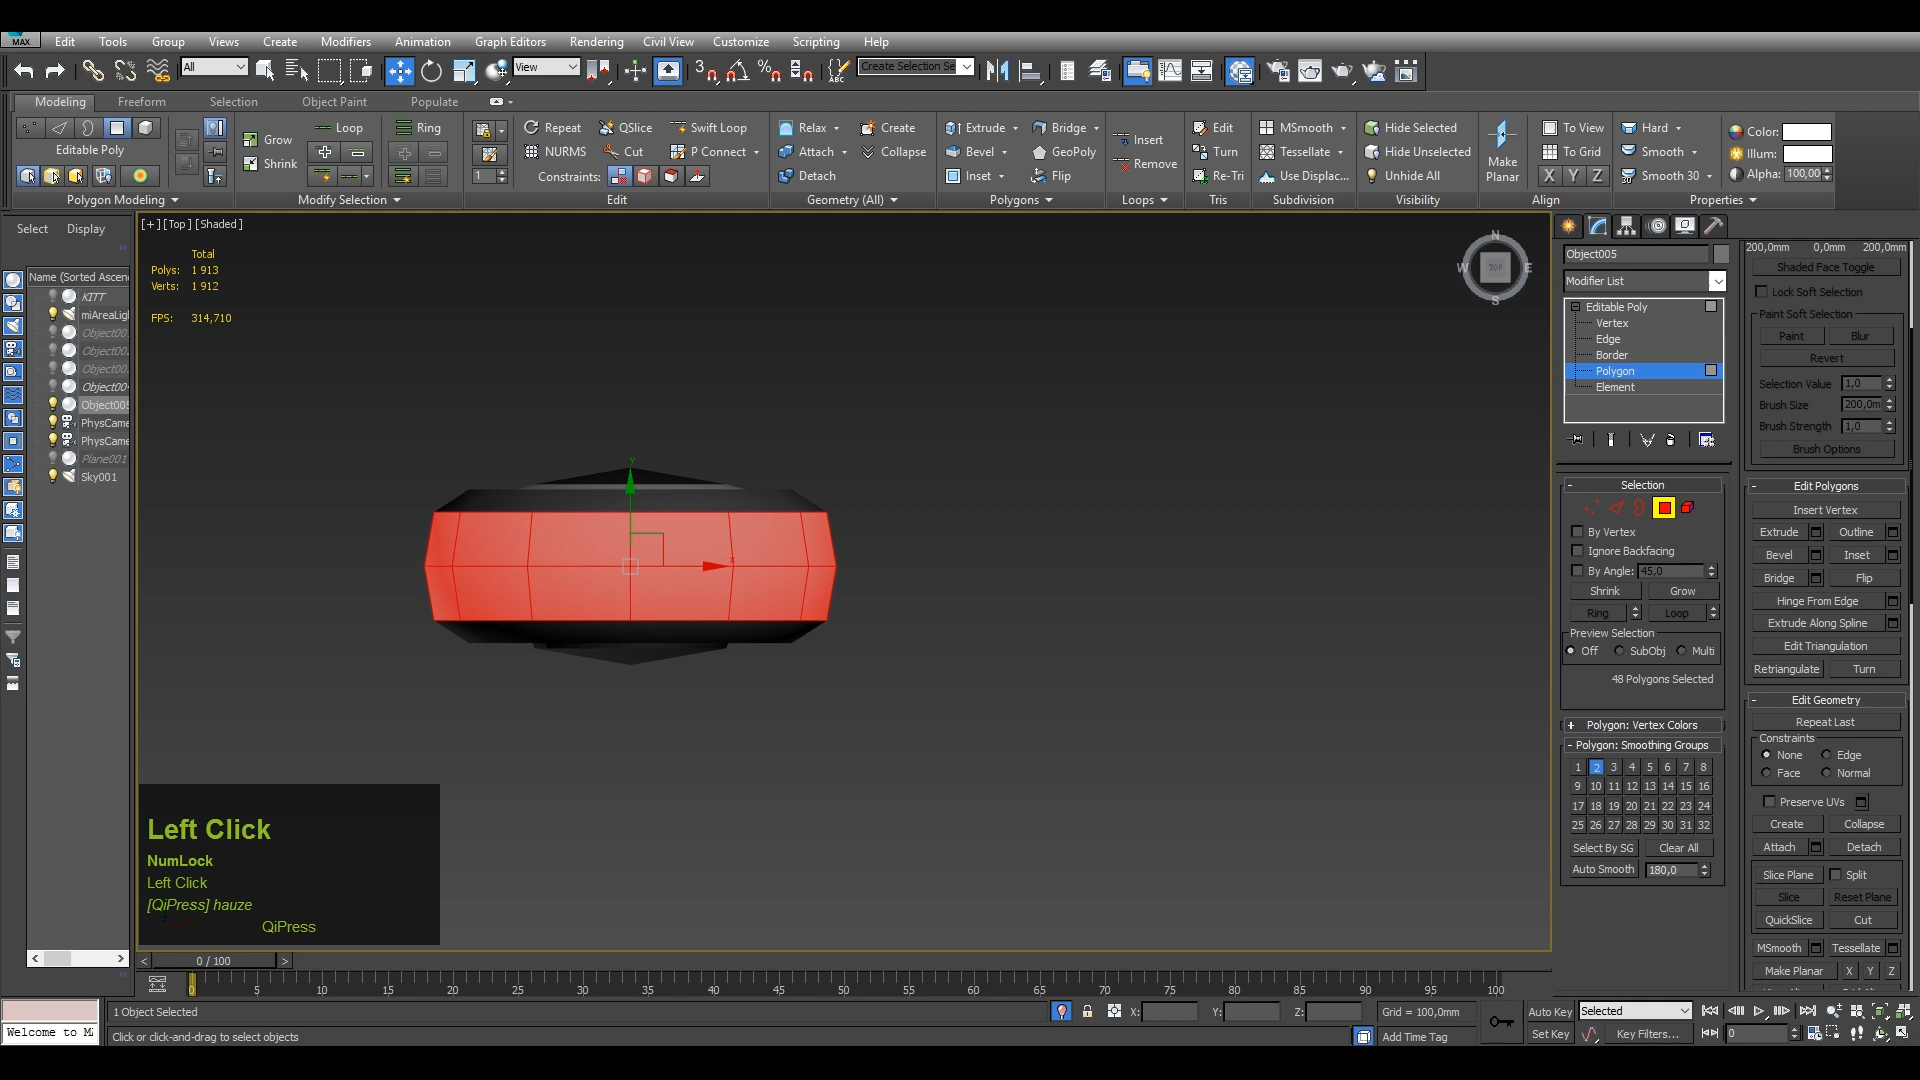 MAX Edit Tools Group Views Create Modifiers Animation Graph Editors Rendering Civil View Customize Scripting Help
All View Create Selection Se
Modeling Freeform Selection Object Paint Populate
Loop Ring Repeat QSlice Swift Loop Relax Create Extrude Bridge Edit MSmooth Hide Selected To View Hard Color:
Editable Poly Grow NURMS Cut P Connect Attach Collapse Bevel GeoPoly Insert Turn Tessellate Hide Unselected Make Planar To Grid Smooth Illum:
Shrink 1 Constraints: Detach Inset Flip Remove Re-Tri Use Displac... Unhide All X Y Z Smooth 30 Alpha: 100,00
Polygon Modeling Modify Selection Edit Geometry (All) Polygons Loops Tris Subdivision Visibility Align Properties
Select Display
Name (Sorted Ascen
KITT
miAreaLigh
Object00
Object00
Object00
Object004
Object005
PhysCame
PhysCame
Plane001
Sky001
[+] [Top] [Shaded]
Total
Polys: 1 913
Verts: 1 912
FPS: 314,710
N
W TOP E
S
y
x
Left Click
NumLock
Left Click
[QiPress] hauze
QiPress
Object005
Modifier List
Editable Poly
Vertex
Edge
Border
Polygon
Element
Selection
By Vertex
Ignore Backfacing
By Angle: 45,0
Shrink Grow
Ring Loop
Preview Selection
Off SubObj Multi
48 Polygons Selected
Polygon: Vertex Colors
Polygon: Smoothing Groups
1 2 3 4 5 6 7 8
9 10 11 12 13 14 15 16
17 18 19 20 21 22 23 24
25 26 27 28 29 30 31 32
Select By SG Clear All
Auto Smooth 180,0
200,0mm 0,0mm 200,0mm
Shaded Face Toggle
Lock Soft Selection
Paint Soft Selection
Paint Blur
Revert
Selection Value 1,0
Brush Size 200,0m
Brush Strength 1,0
Brush Options
Edit Polygons
Insert Vertex
Extrude Outline
Bevel Inset
Bridge Flip
Hinge From Edge
Extrude Along Spline
Edit Triangulation
Retriangulate Turn
Edit Geometry
Repeat Last
Constraints
None Edge
Face Normal
Preserve UVs
Create Collapse
Attach Detach
Slice Plane Split
Slice Reset Plane
QuickSlice Cut
MSmooth Tessellate
Make Planar X Y Z
< 0 / 100 >
0 5 10 15 20 25 30 35 40 45 50 55 60 65 70 75 80 85 90 95 100
1 Object Selected X: Y: Z: Grid = 100,0mm Auto Key Selected
Welcome to M Click or click-and-drag to select objects Add Time Tag Set Key Key Filters... 0